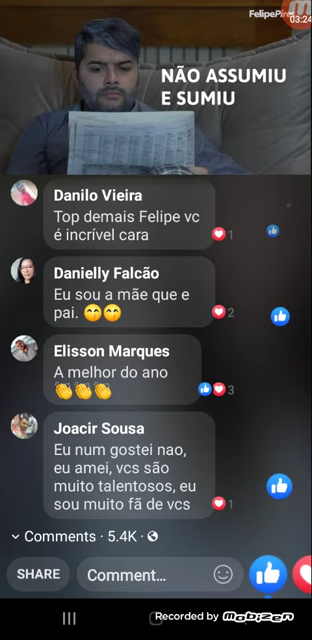 FelipePires
03:24
NÃO ASSUMIU
E SUMIU
Danilo Vieira
Top demais Felipe vc
é incrível cara
1
Danielly Falcão
Eu sou a mãe que e
pai. 😊😊
2
Elisson Marques
A melhor do ano
👏👏👏
3
Joacir Sousa
Eu num gostei nao,
eu amei, vcs são
muito talentosos, eu
sou muito fã de vcs
1
Comments · 5.4K ·
SHARE
Comment...
Recorded by mobizen